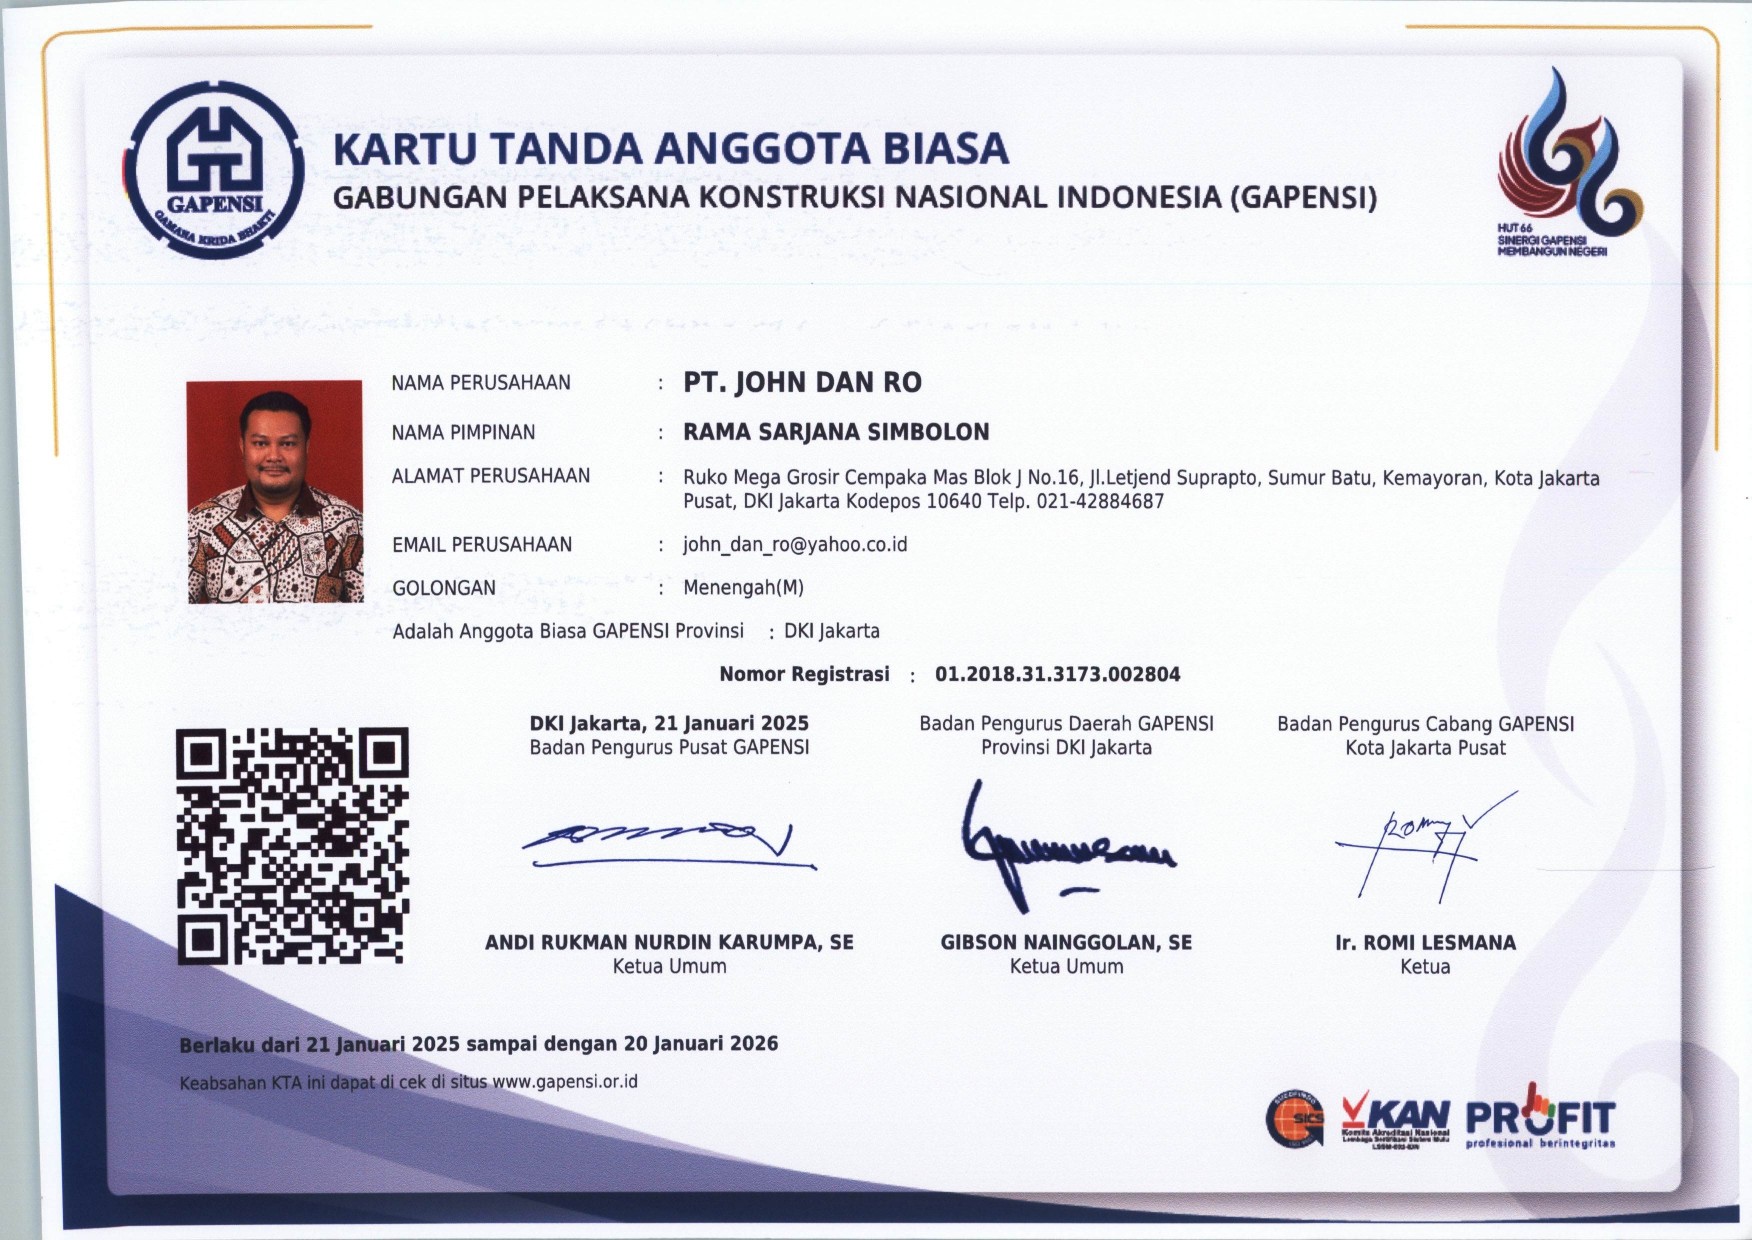 GAPENSI
GAMANA KRIDA BHAKTI
KARTU TANDA ANGGOTA BIASA
GABUNGAN PELAKSANA KONSTRUKSI NASIONAL INDONESIA (GAPENSI)
HUT 66
SINERGI GAPENSI
MEMBANGUN NEGERI
NAMA PERUSAHAAN : PT. JOHN DAN RO
NAMA PIMPINAN : RAMA SARJANA SIMBOLON
ALAMAT PERUSAHAAN : Ruko Mega Grosir Cempaka Mas Blok J No.16, Jl.Letjend Suprapto, Sumur Batu, Kemayoran, Kota Jakarta
Pusat, DKI Jakarta Kodepos 10640 Telp. 021-42884687
EMAIL PERUSAHAAN : john_dan_ro@yahoo.co.id
GOLONGAN : Menengah(M)
Adalah Anggota Biasa GAPENSI Provinsi : DKI Jakarta
Nomor Registrasi : 01.2018.31.3173.002804
DKI Jakarta, 21 Januari 2025
Badan Pengurus Pusat GAPENSI
ANDI RUKMAN NURDIN KARUMPA, SE
Ketua Umum
Badan Pengurus Daerah GAPENSI
Provinsi DKI Jakarta
GIBSON NAINGGOLAN, SE
Ketua Umum
Badan Pengurus Cabang GAPENSI
Kota Jakarta Pusat
Romy
Ir. ROMI LESMANA
Ketua
Berlaku dari 21 Januari 2025 sampai dengan 20 Januari 2026
Keabsahan KTA ini dapat di cek di situs www.gapensi.or.id
SICS
KAN
Komite Akreditasi Nasional
Lembaga Sertifikasi Sistem Mutu
PROFIT
profesional berintegritas